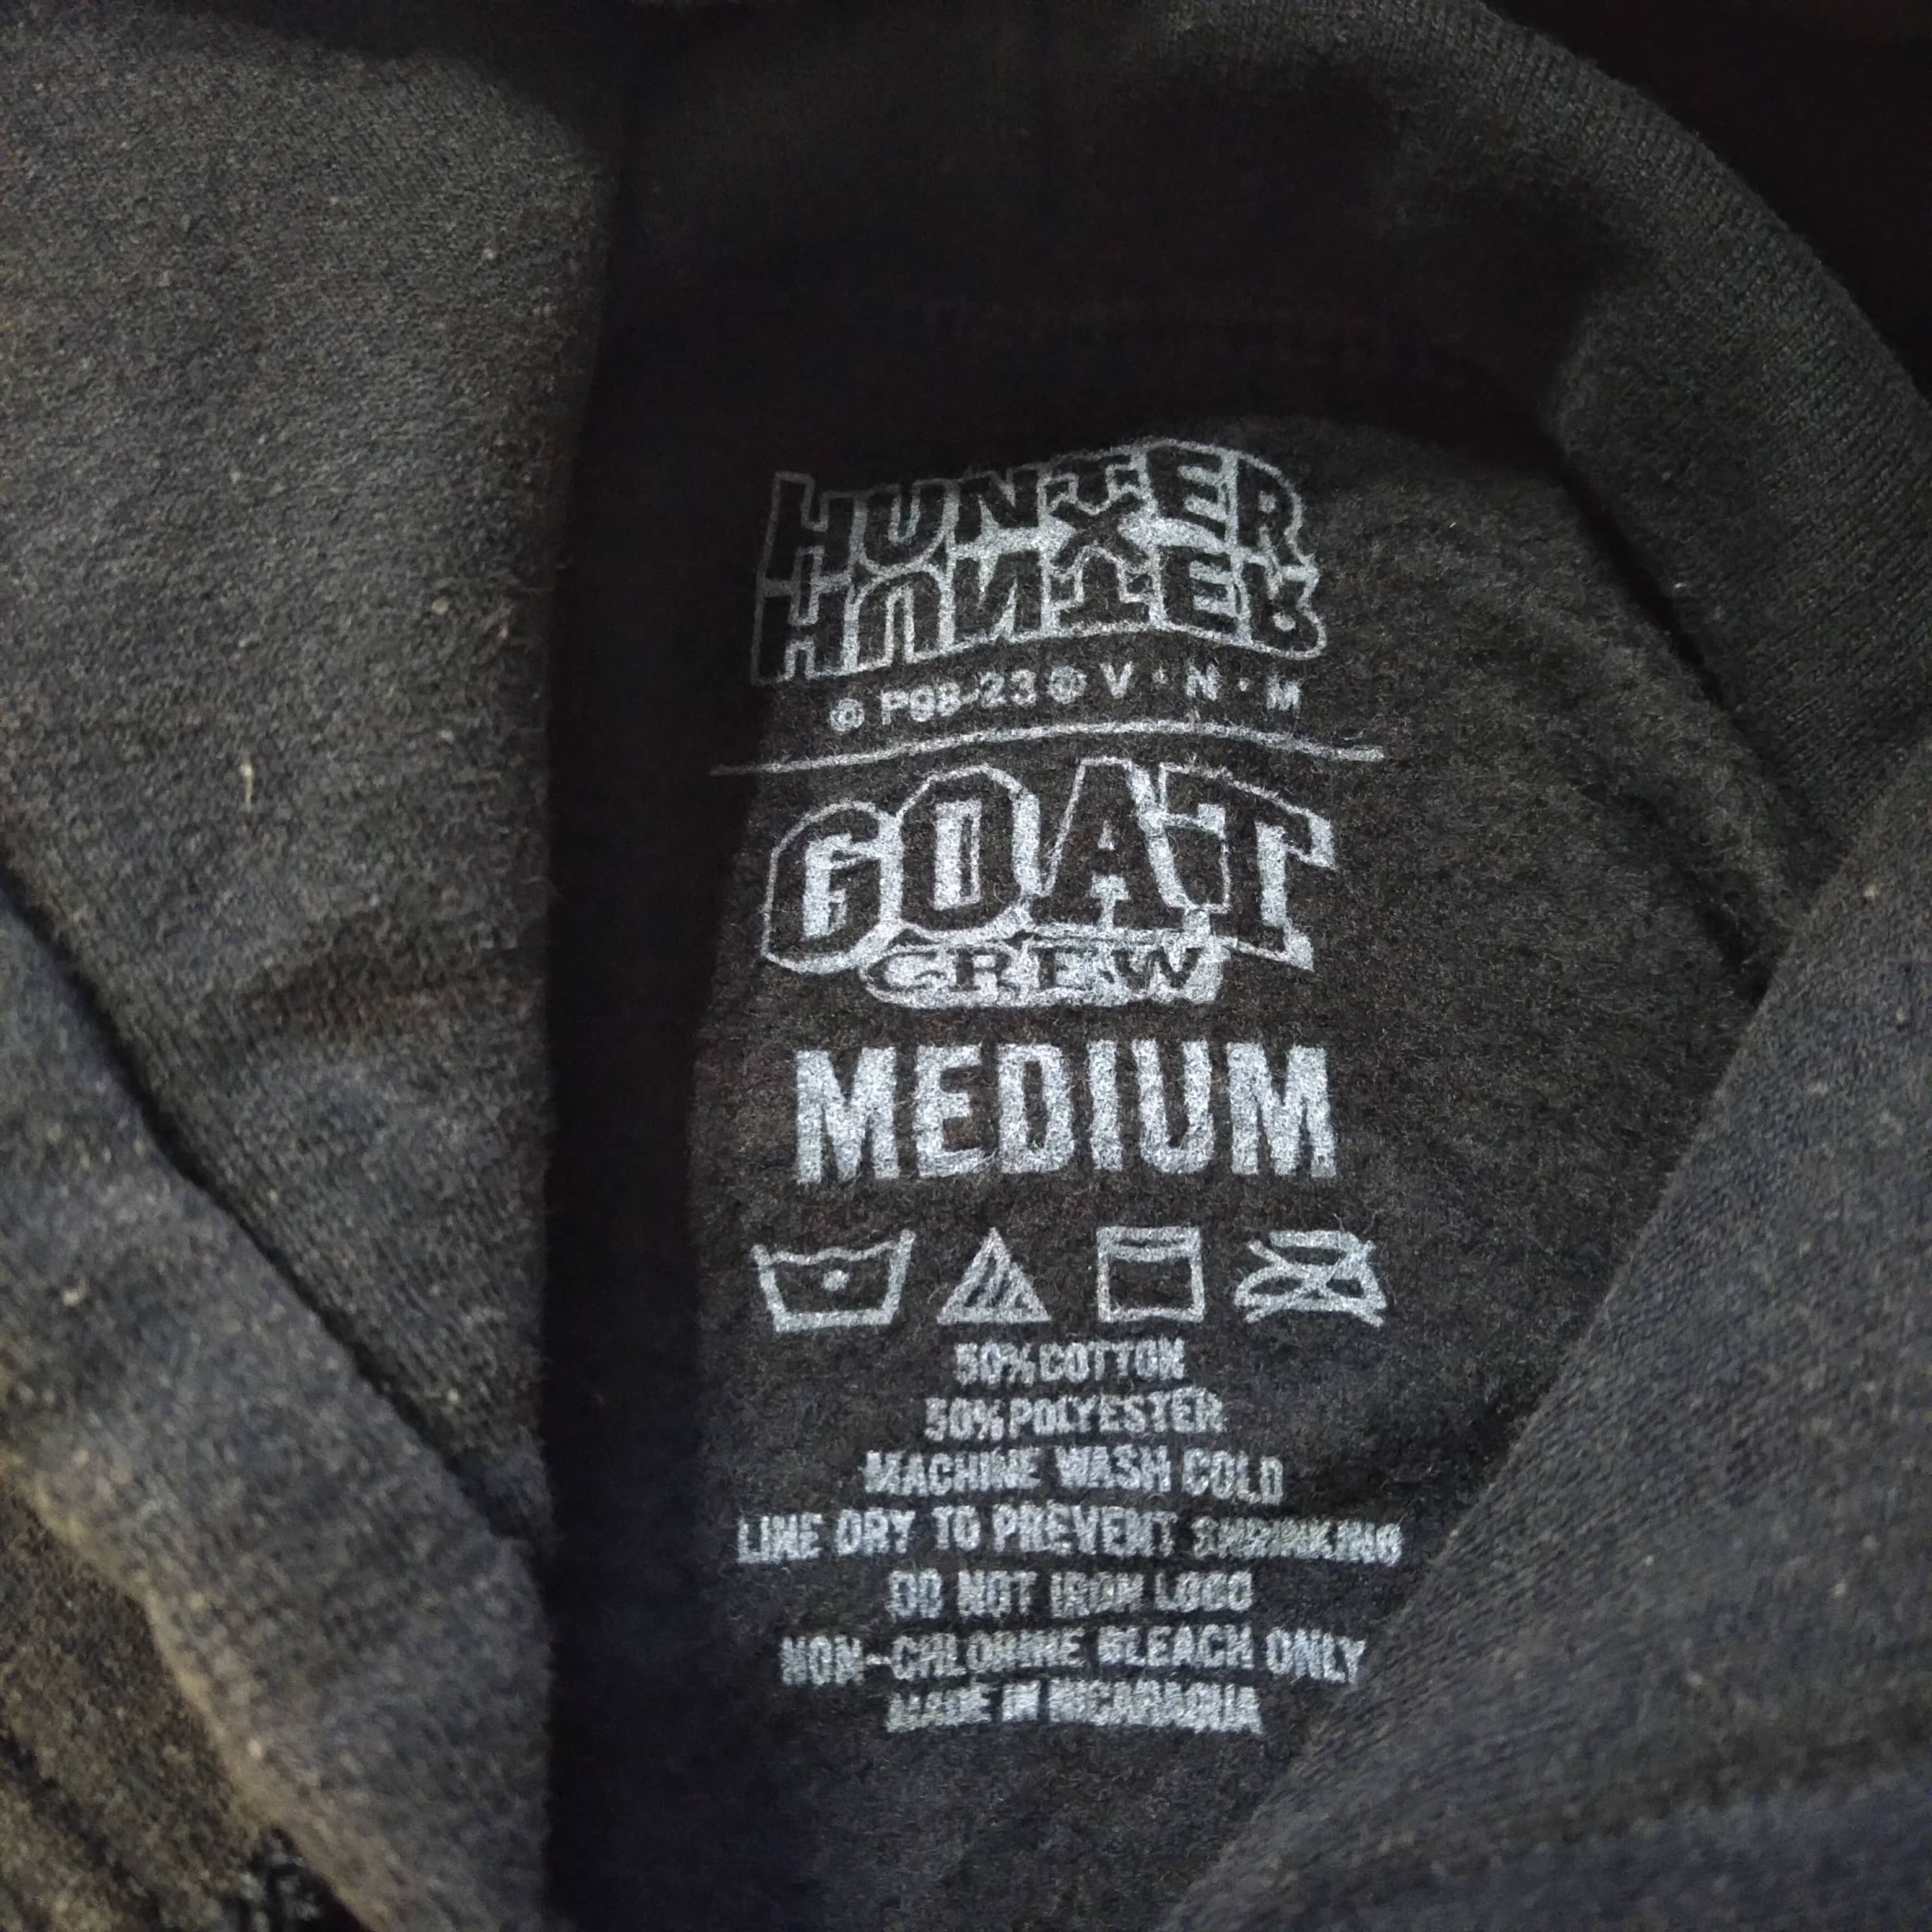 HUNTER
X
HUNTER
© P98-23 © V・N・M
GOAT
CREW
MEDIUM
50% COTTON
50% POLYESTER
MACHINE WASH COLD
LINE DRY TO PREVENT SHRINKING
DO NOT IRON LOGO
NON-CHLORINE BLEACH ONLY
MADE IN NICARAGUA